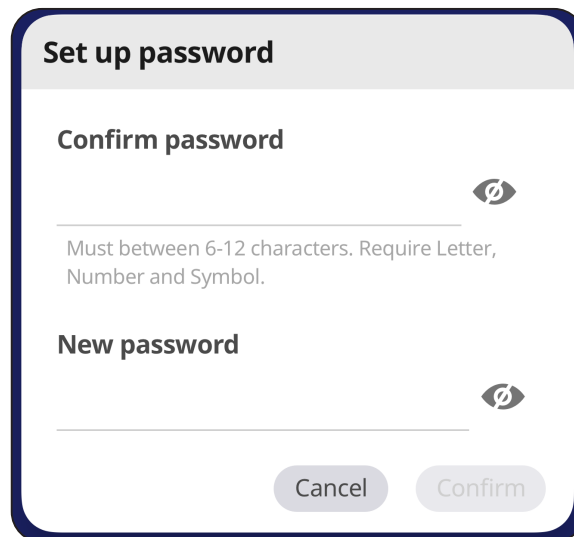 Set up password
Confirm password
Must between 6-12 characters. Require Letter,
Number and Symbol.
New password
Cancel
Confirm